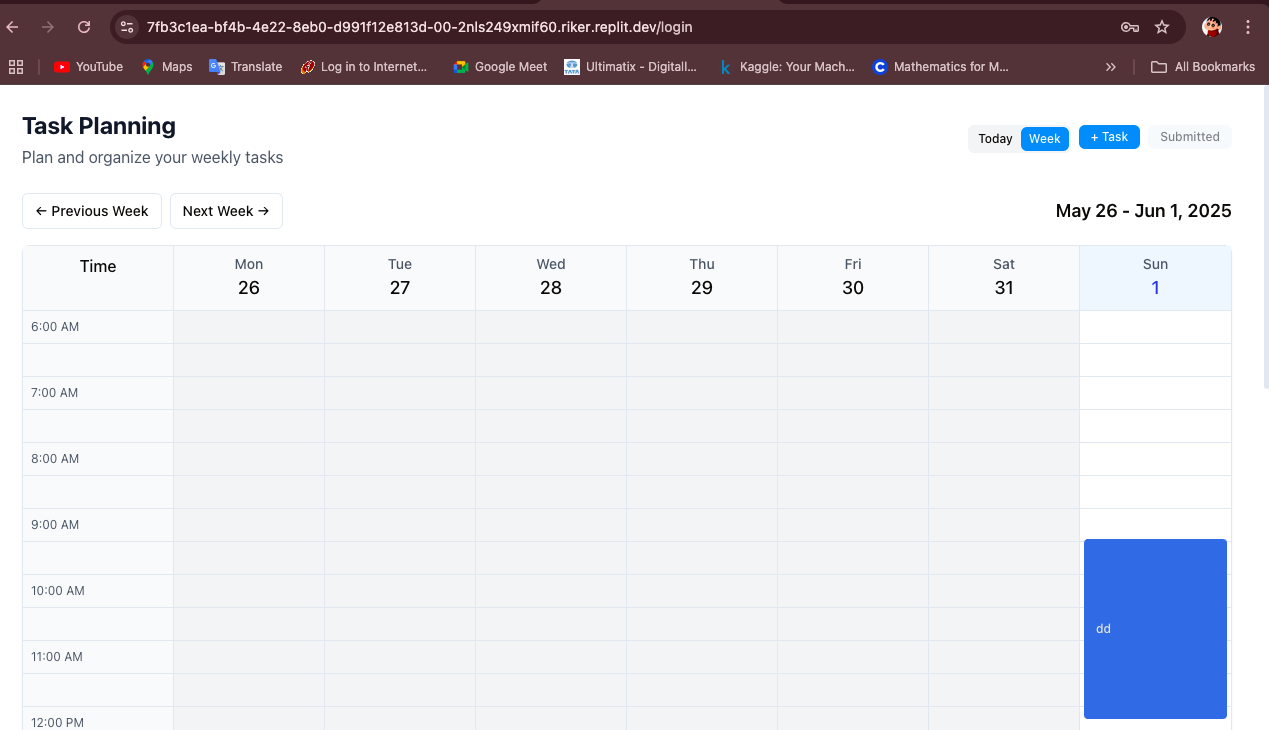 7fb3c1ea-bf4b-4e22-8eb0-d991f12e813d-00-2nls249xmif60.riker.replit.dev/login
YouTube Maps Translate Log in to Internet... Google Meet TATA Ultimatix - Digitall... k Kaggle: Your Mach... C Mathematics for M... » All Bookmarks
Task Planning
Plan and organize your weekly tasks
Today Week + Task Submitted
← Previous Week Next Week → May 26 - Jun 1, 2025
Time Mon Tue Wed Thu Fri Sat Sun
26 27 28 29 30 31 1
6:00 AM
7:00 AM
8:00 AM
9:00 AM
10:00 AM
dd
11:00 AM
12:00 PM